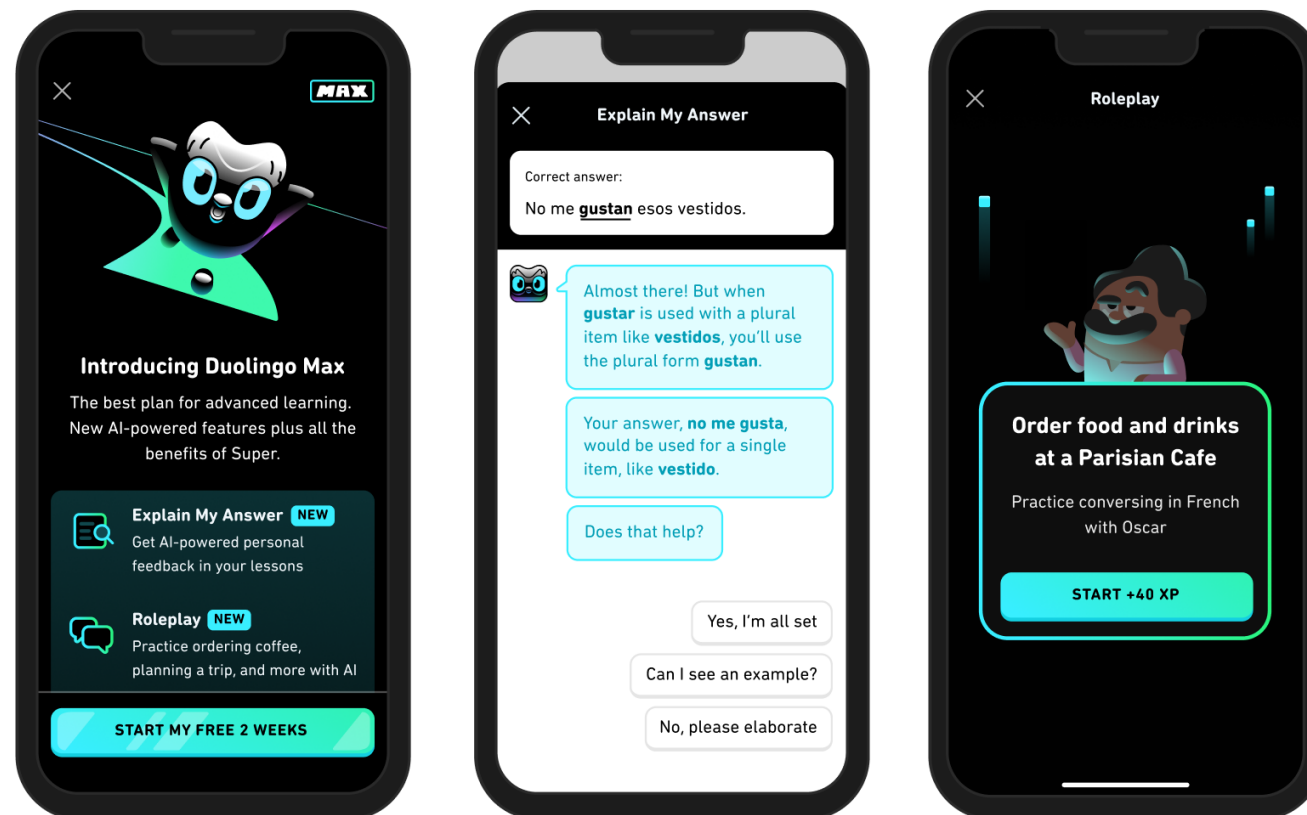 MAX
Introducing Duolingo Max
The best plan for advanced learning.
New AI-powered features plus all the
benefits of Super.
Explain My Answer NEW
Get AI-powered personal
feedback in your lessons
Roleplay NEW
Practice ordering coffee,
planning a trip, and more with AI
START MY FREE 2 WEEKS
Explain My Answer
Correct answer:
No me gustan esos vestidos.
Almost there! But when
gustar is used with a plural
item like vestidos, you’ll use
the plural form gustan.
Your answer, no me gusta,
would be used for a single
item, like vestido.
Does that help?
Yes, I’m all set
Can I see an example?
No, please elaborate
Roleplay
Order food and drinks
at a Parisian Cafe
Practice conversing in French
with Oscar
START +40 XP